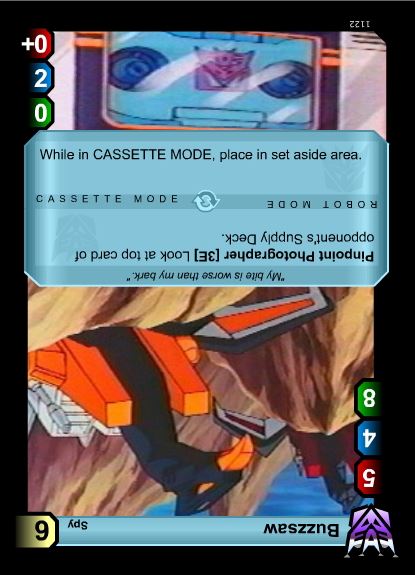 1122
+0
2
0
While in CASSETTE MODE, place in set aside area.
CASSETTE MODE
ROBOT MODE
Buzzsaw
Spy
6
5
4
8
"My bite is worse than my bark."
Pinpoint Photographer [3E] Look at top card of
opponent's Supply Deck.